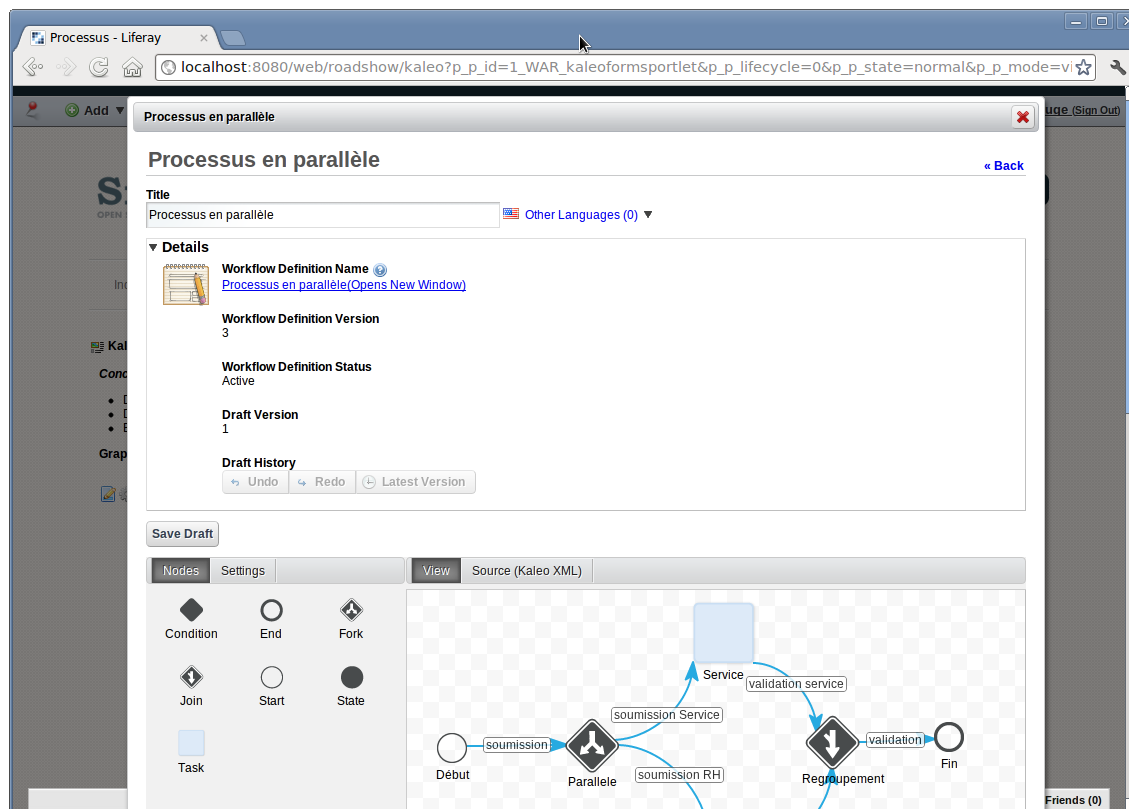 Processus - Liferay
localhost:8080/web/roadshow/kaleo?p_p_id=1_WAR_kaleoformsportlet&p_p_lifecycle=0&p_p_state=normal&p_p_mode=vi
Add
uge (Sign Out)
Processus en parallèle
Processus en parallèle
« Back
Title
Processus en parallèle
Other Languages (0)
Details
Workflow Definition Name
Processus en parallèle(Opens New Window)
Workflow Definition Version
3
Workflow Definition Status
Active
Draft Version
1
Draft History
Undo
Redo
Latest Version
Save Draft
Nodes
Settings
View
Source (Kaleo XML)
Condition
End
Fork
Join
Start
State
Task
Service
validation service
soumission Service
soumission
validation
Début
Parallele
soumission RH
Regroupement
Fin
OPEN
Kal
Grap
Friends (0)